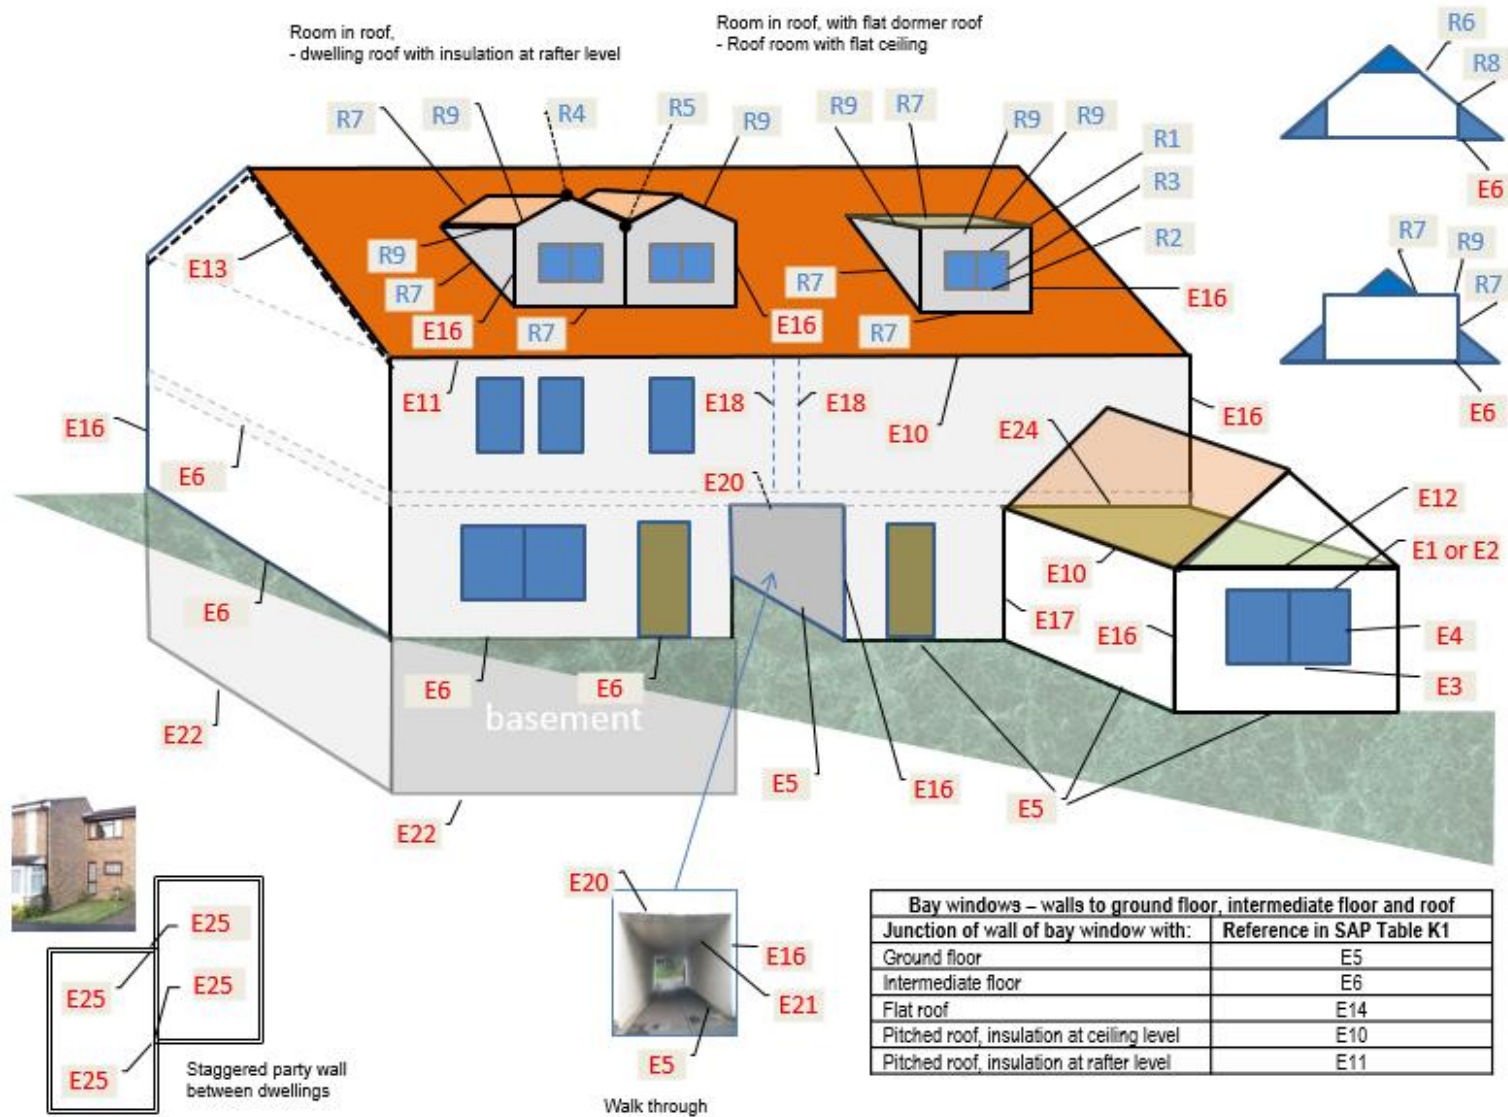 Room in roof,
- dwelling roof with insulation at rafter level
Room in roof, with flat dormer roof
- Roof room with flat ceiling
R6
R8
E6
R7
R9
R4
R5
R9
R9
R7
R9
R9
R1
R3
R2
E13
R9
R7
E16
R7
E16
R7
R7
E16
R7
R9
R7
E6
E16
E6
E11
E18
E18
E10
E24
E16
E20
E12
E1 or E2
E10
E17
E16
E4
E3
E6
E6
E6
basement
E22
E22
E5
E16
E5
E25
E25
E25
E25
Staggered party wall
between dwellings
E20
E16
E21
E5
Walk through
Bay windows – walls to ground floor, intermediate floor and roof
Junction of wall of bay window with: Reference in SAP Table K1
Ground floor E5
Intermediate floor E6
Flat roof E14
Pitched roof, insulation at ceiling level E10
Pitched roof, insulation at rafter level E11